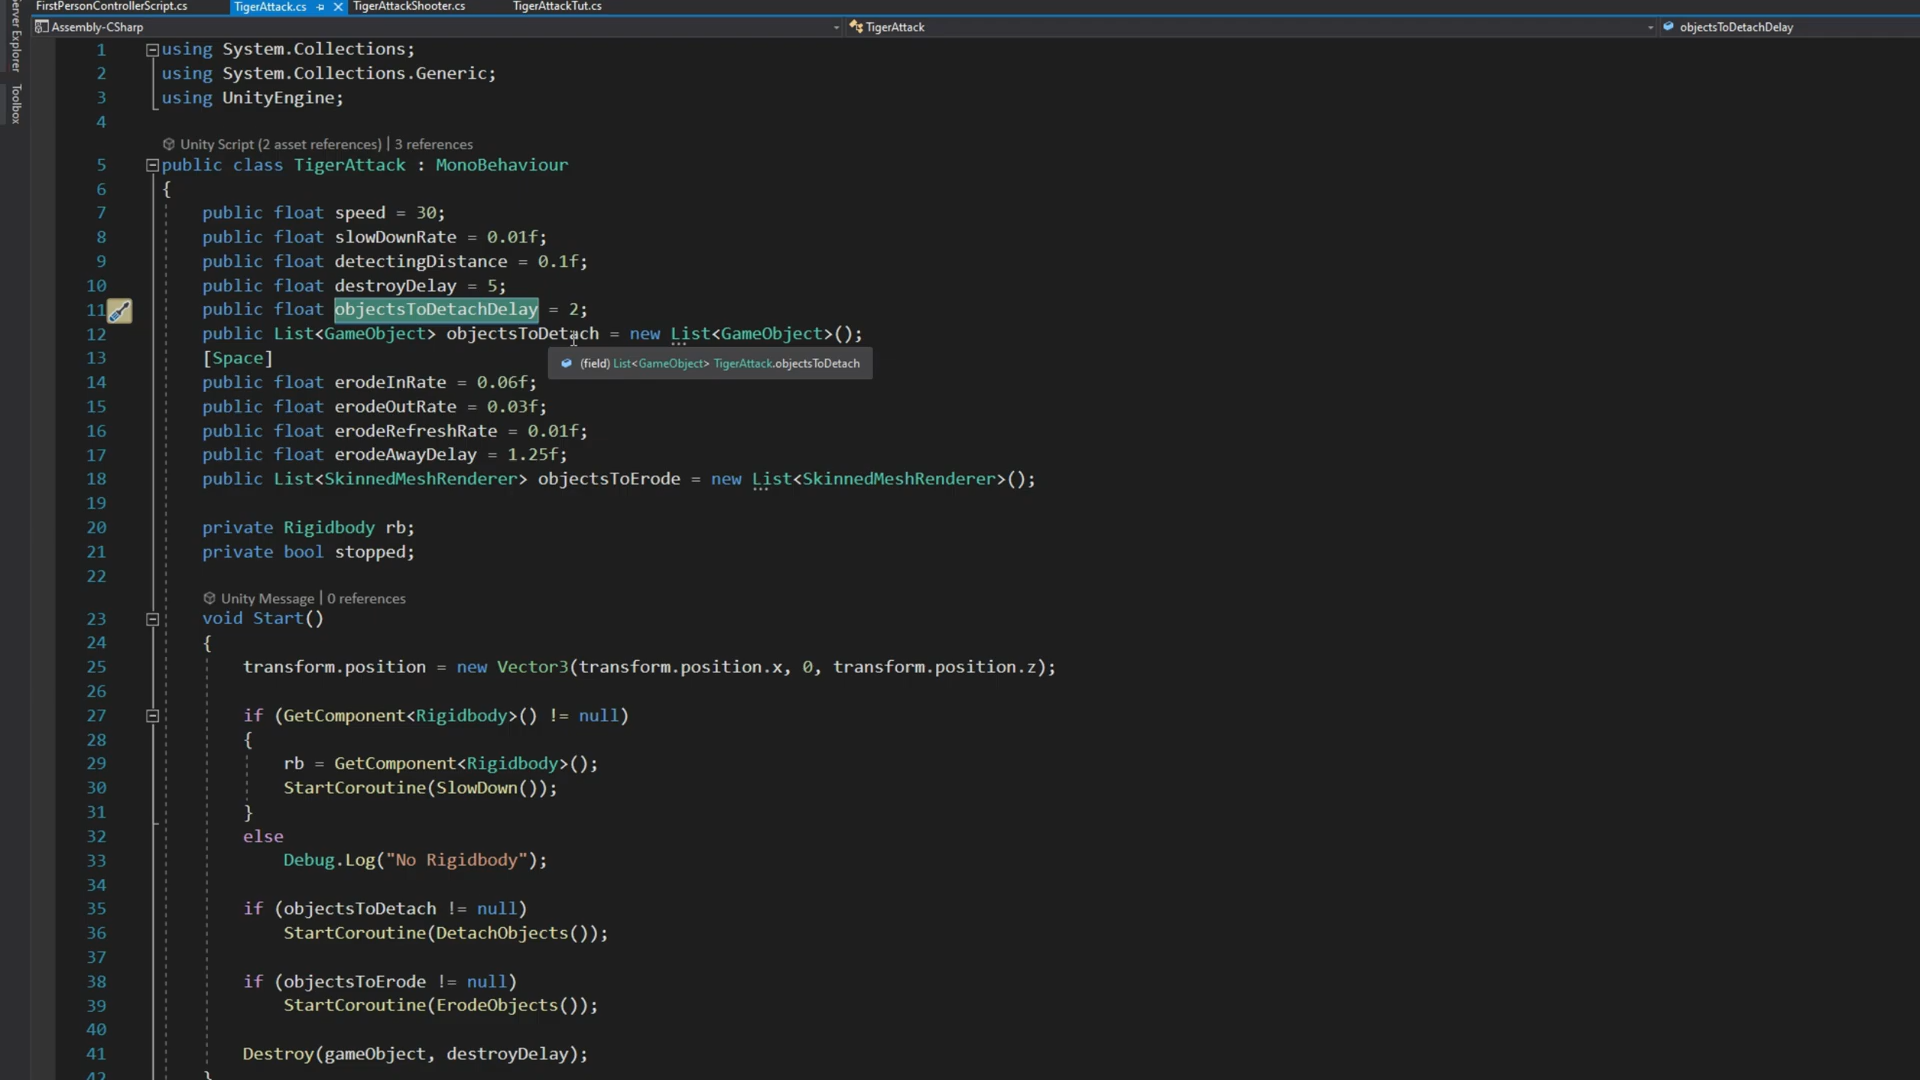 FirstPersonControllerScript.cs TigerAttack.cs TigerAttackShooter.cs TigerAttackTut.cs
Assembly-CSharp TigerAttack objectsToDetachDelay
Server Explorer
Toolbox
1 using System.Collections;
2 using System.Collections.Generic;
3 using UnityEngine;
4
Unity Script (2 asset references) | 3 references
5 public class TigerAttack : MonoBehaviour
6 {
7 public float speed = 30;
8 public float slowDownRate = 0.01f;
9 public float detectingDistance = 0.1f;
10 public float destroyDelay = 5;
11 public float objectsToDetachDelay = 2;
12 public List<GameObject> objectsToDetach = new List<GameObject>();
13 [Space]
(field) List<GameObject> TigerAttack.objectsToDetach
14 public float erodeInRate = 0.06f;
15 public float erodeOutRate = 0.03f;
16 public float erodeRefreshRate = 0.01f;
17 public float erodeAwayDelay = 1.25f;
18 public List<SkinnedMeshRenderer> objectsToErode = new List<SkinnedMeshRenderer>();
19
20 private Rigidbody rb;
21 private bool stopped;
22
Unity Message | 0 references
23 void Start()
24 {
25 transform.position = new Vector3(transform.position.x, 0, transform.position.z);
26
27 if (GetComponent<Rigidbody>() != null)
28 {
29 rb = GetComponent<Rigidbody>();
30 StartCoroutine(SlowDown());
31 }
32 else
33 Debug.Log("No Rigidbody");
34
35 if (objectsToDetach != null)
36 StartCoroutine(DetachObjects());
37
38 if (objectsToErode != null)
39 StartCoroutine(ErodeObjects());
40
41 Destroy(gameObject, destroyDelay);
42 }